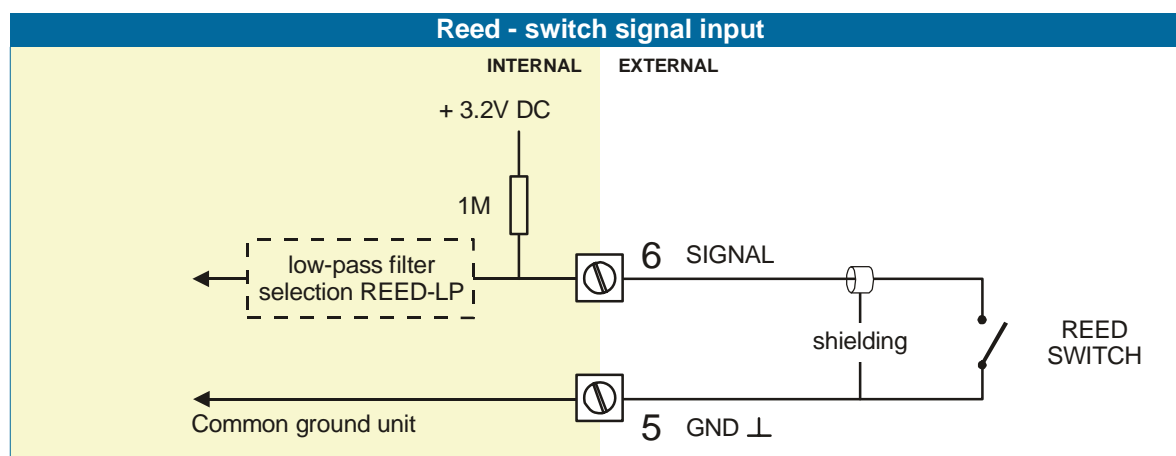 Reed - switch signal input
INTERNAL
EXTERNAL
+ 3.2V DC
1M
low-pass filter
selection REED-LP
6 SIGNAL
shielding
REED
SWITCH
Common ground unit
5 GND ⊥